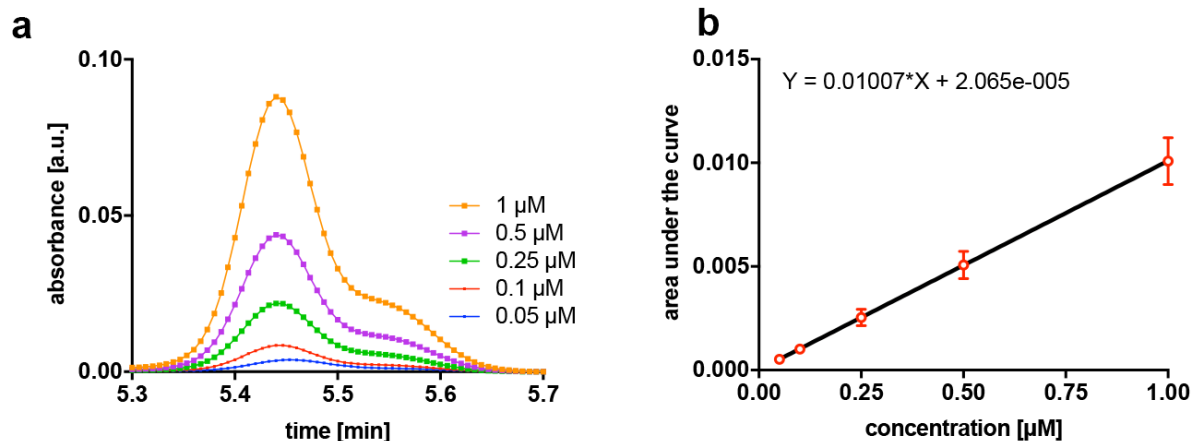 a
0.10
0.05
0.00
absorbance [a.u.]
5.3 5.4 5.5 5.6 5.7
time [min]
1 µM
0.5 µM
0.25 µM
0.1 µM
0.05 µM
b
0.015
0.010
0.005
0.000
area under the curve
Y = 0.01007*X + 2.065e-005
0.00 0.25 0.50 0.75 1.00
concentration [µM]